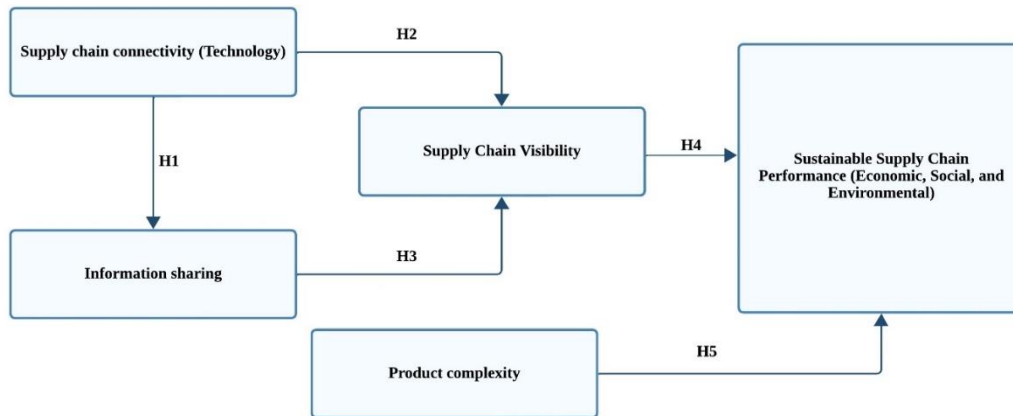 Supply chain connectivity (Technology)
H2
H1
Supply Chain Visibility
H4
Sustainable Supply Chain
Performance (Economic, Social, and
Environmental)
Information sharing
H3
Product complexity
H5